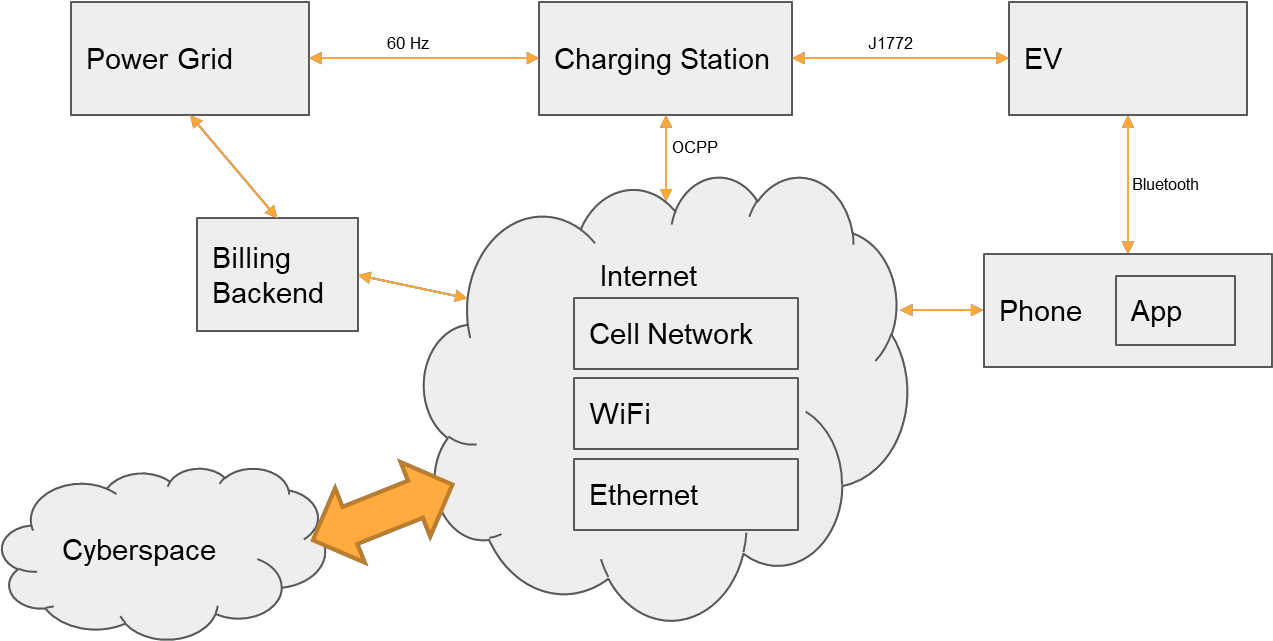 Power Grid
60 Hz
Charging Station
J1772
EV
OCPP
Bluetooth
Billing
Backend
Internet
Cell Network
WiFi
Ethernet
Phone
App
Cyberspace